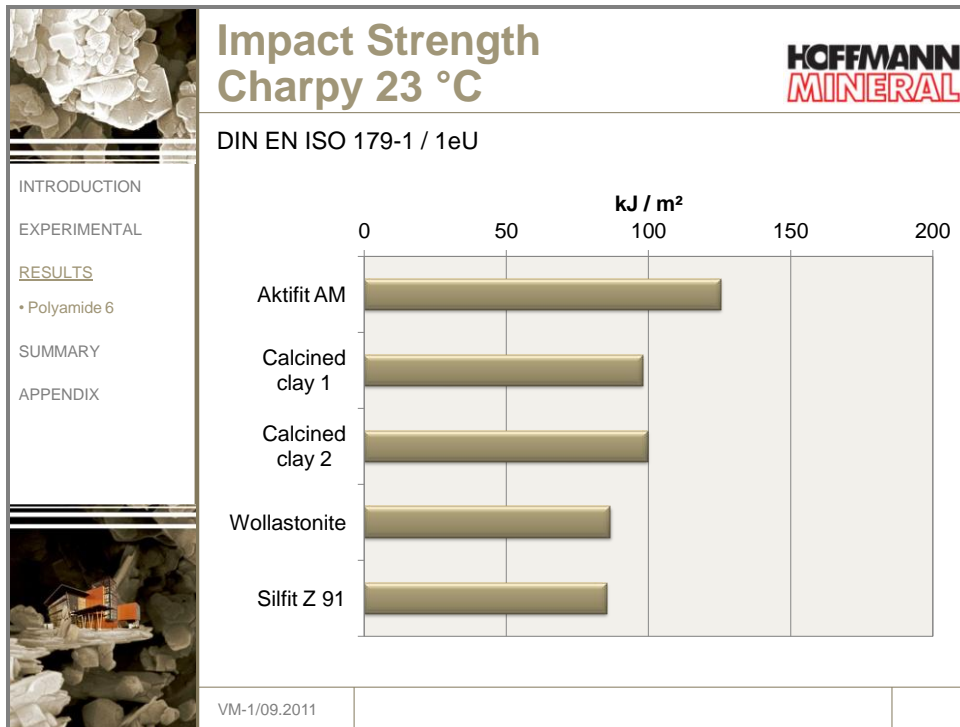 Impact Strength
Charpy 23 °C
HOFFMANN
MINERAL
DIN EN ISO 179-1 / 1eU
INTRODUCTION
EXPERIMENTAL
RESULTS
• Polyamide 6
SUMMARY
APPENDIX
kJ / m²
0 50 100 150 200
Aktifit AM
Calcined
clay 1
Calcined
clay 2
Wollastonite
Silfit Z 91
VM-1/09.2011